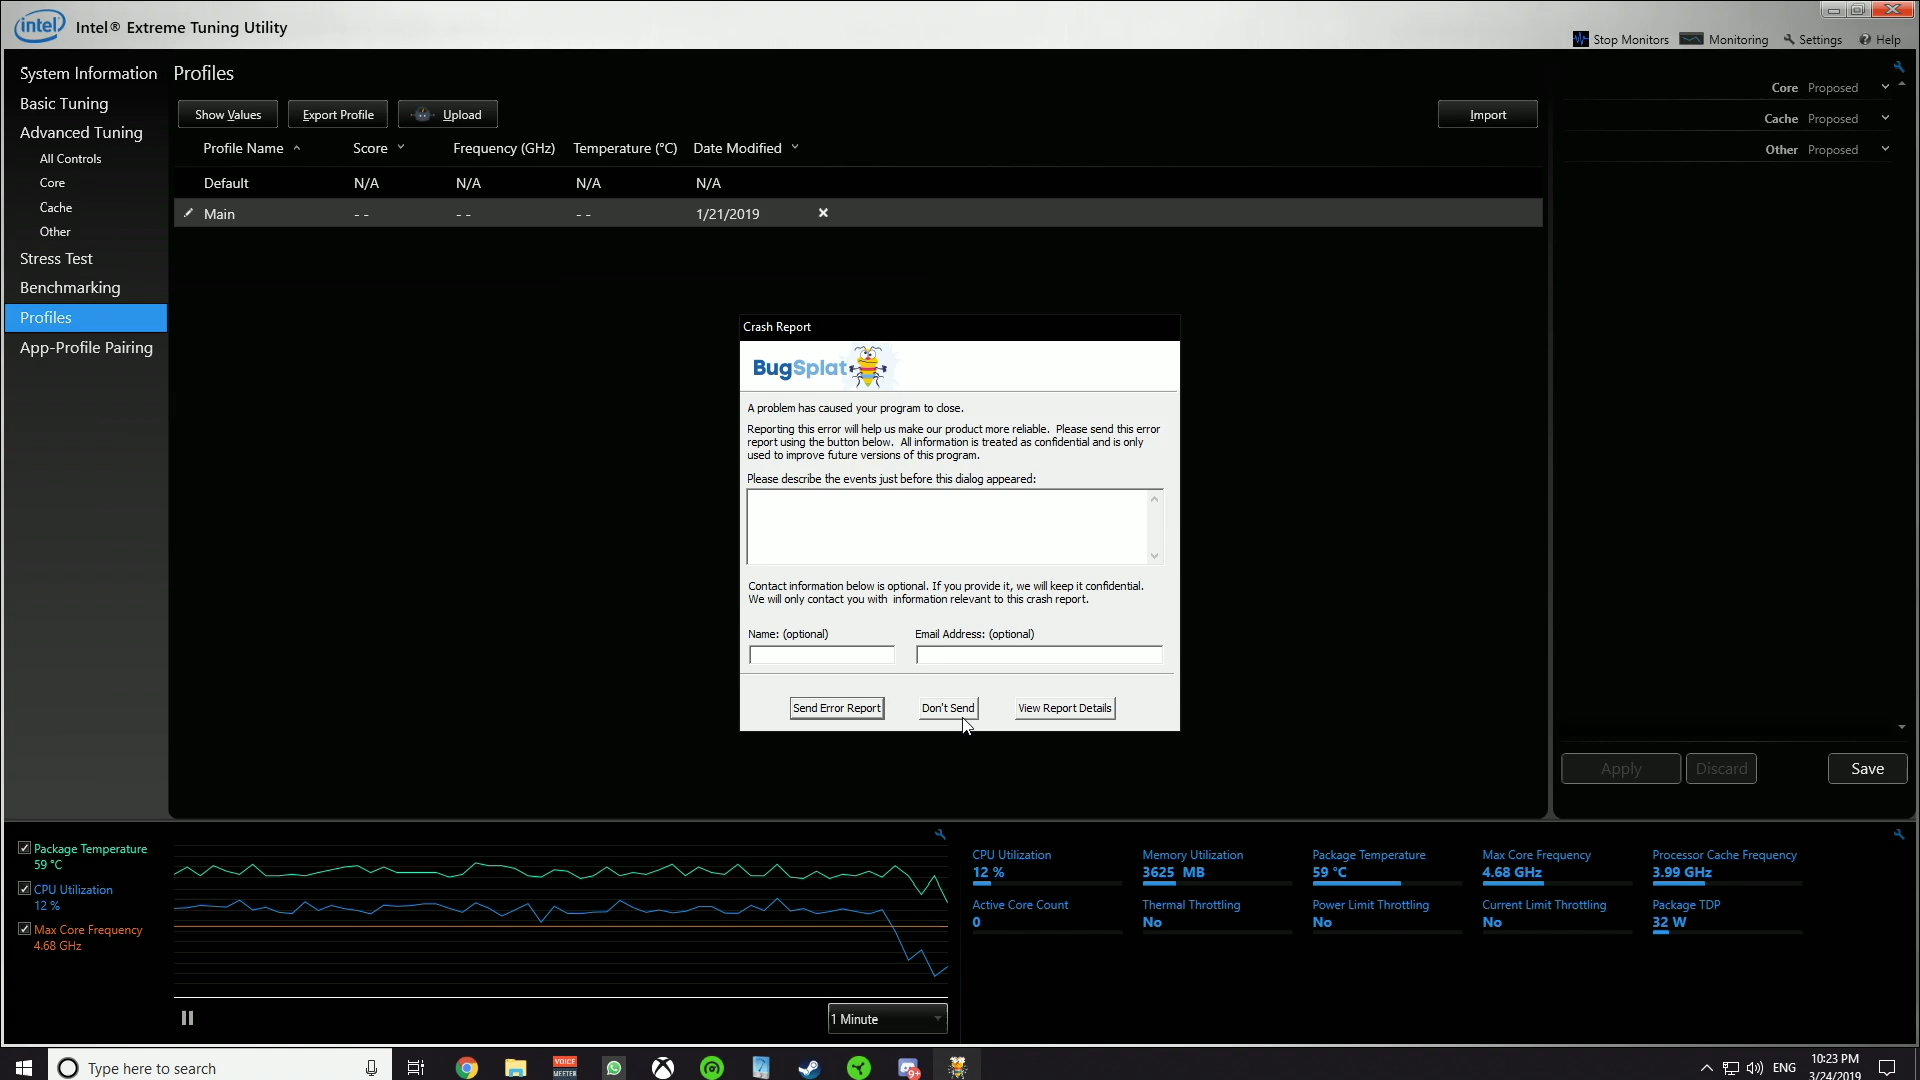 intel
Intel® Extreme Tuning Utility
Stop Monitors
Monitoring
Settings
Help
System Information
Basic Tuning
Advanced Tuning
All Controls
Core
Cache
Other
Stress Test
Benchmarking
Profiles
App-Profile Pairing
Profiles
Show Values
Export Profile
Upload
Import
Profile Name Score Frequency (GHz) Temperature (°C) Date Modified
Default N/A N/A N/A N/A
Main -- -- -- 1/21/2019
Core Proposed
Cache Proposed
Other Proposed
Apply
Discard
Save
Crash Report
BugSplat
A problem has caused your program to close.
Reporting this error will help us make our product more reliable. Please send this error
report using the button below. All information is treated as confidential and is only
used to improve future versions of this program.
Please describe the events just before this dialog appeared:
Contact information below is optional. If you provide it, we will keep it confidential.
We will only contact you with information relevant to this crash report.
Name: (optional)
Email Address: (optional)
Send Error Report
Don't Send
View Report Details
Package Temperature
59 °C
CPU Utilization
12 %
Max Core Frequency
4.68 GHz
1 Minute
CPU Utilization
12 %
Memory Utilization
3625 MB
Package Temperature
59 °C
Max Core Frequency
4.68 GHz
Processor Cache Frequency
3.99 GHz
Active Core Count
0
Thermal Throttling
No
Power Limit Throttling
No
Current Limit Throttling
No
Package TDP
32 W
Type here to search
VOICE
MEETER
9+
ENG
10:23 PM
3/24/2019